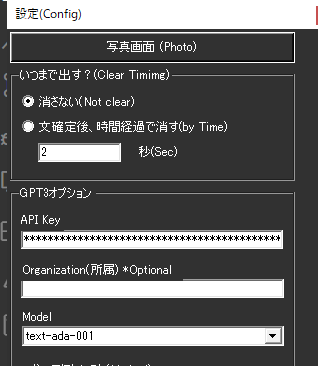 設定(Config)
写真画面 (Photo)
いつまで出す？(Clear Timimg)
消さない(Not clear)
文確定後、時間経過で消す(by Time)
2 秒(Sec)
GPT3オプション
API Key
******************************************
Organization(所属) *Optional
Model
text-ada-001